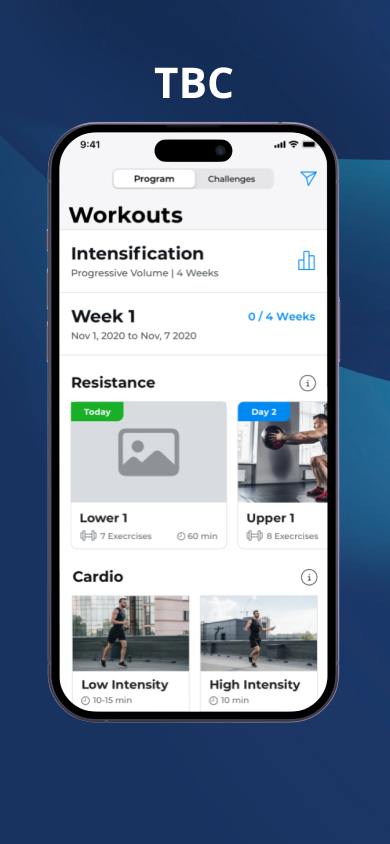 TBC
9:41
Program Challenges
Workouts
Intensification
Progressive Volume | 4 Weeks
Week 1 0 / 4 Weeks
Nov 1, 2020 to Nov, 7 2020
Resistance
Today Day 2
Lower 1 Upper 1
7 Execrcises 60 min 8 Execrcises
Cardio
Low Intensity High Intensity
10-15 min 10 min